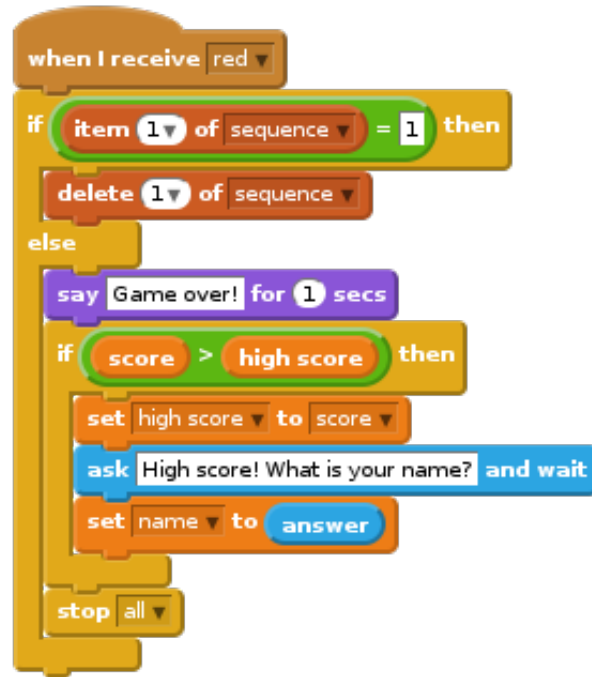 when I receive red
if item 1 of sequence = 1 then
delete 1 of sequence
else
say Game over! for 1 secs
if score > high score then
set high score to score
ask High score! What is your name? and wait
set name to answer
stop all